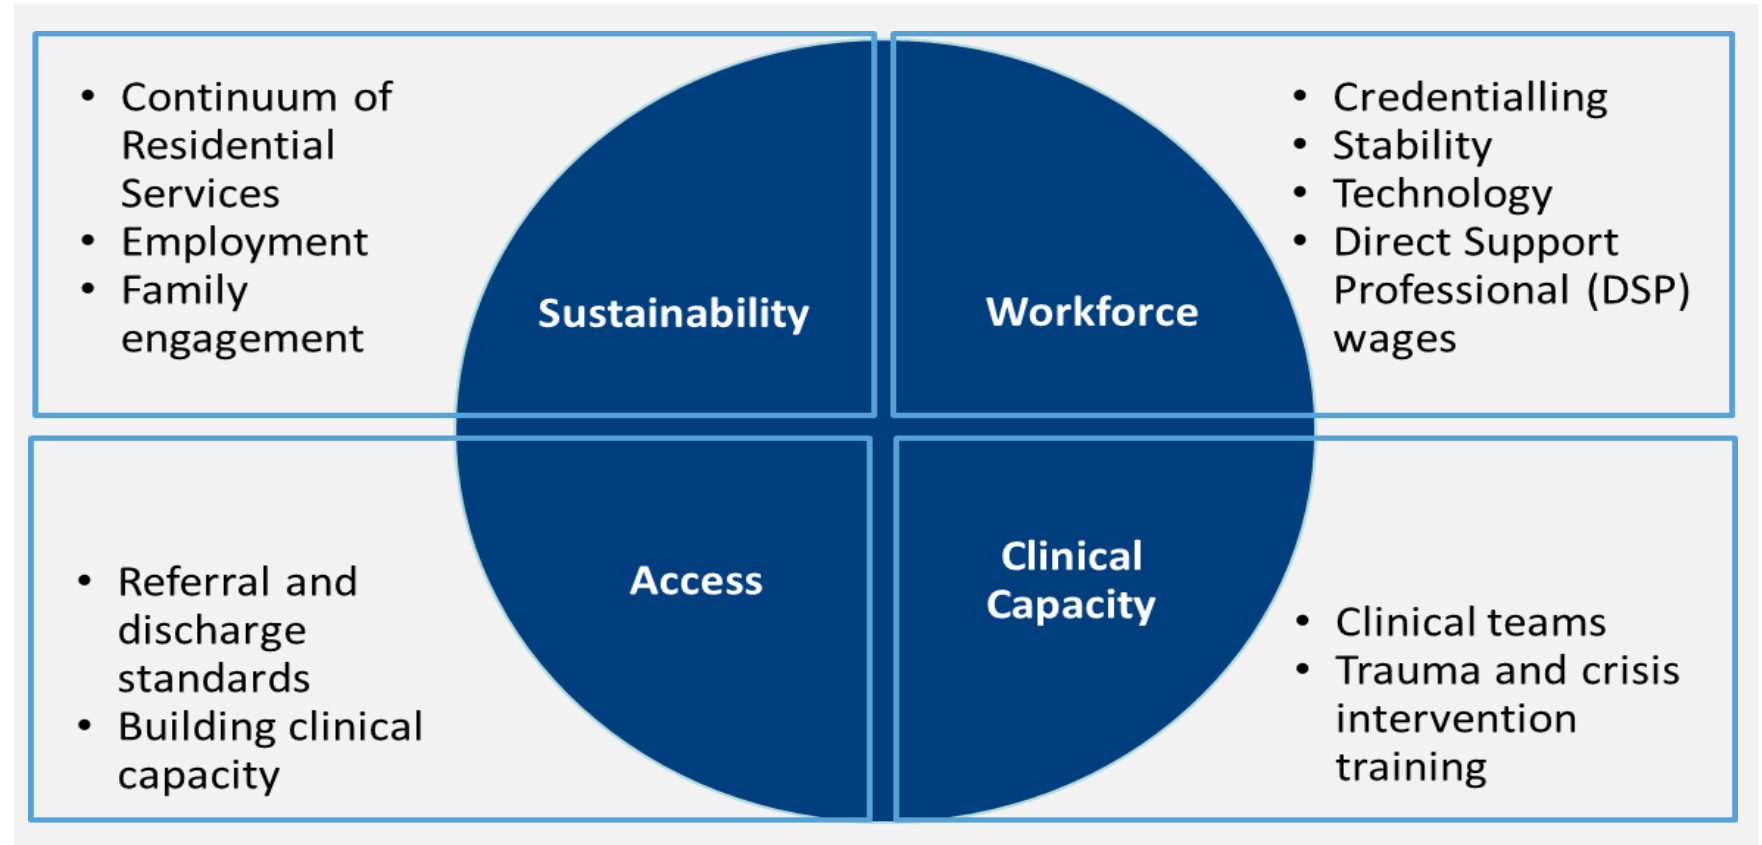 • Continuum of
Residential
Services
• Employment
• Family
engagement
Sustainability
• Credentialling
• Stability
• Technology
• Direct Support
Professional (DSP)
wages
Workforce
• Referral and
discharge
standards
• Building clinical
capacity
Access
Clinical
Capacity
• Clinical teams
• Trauma and crisis
intervention
training